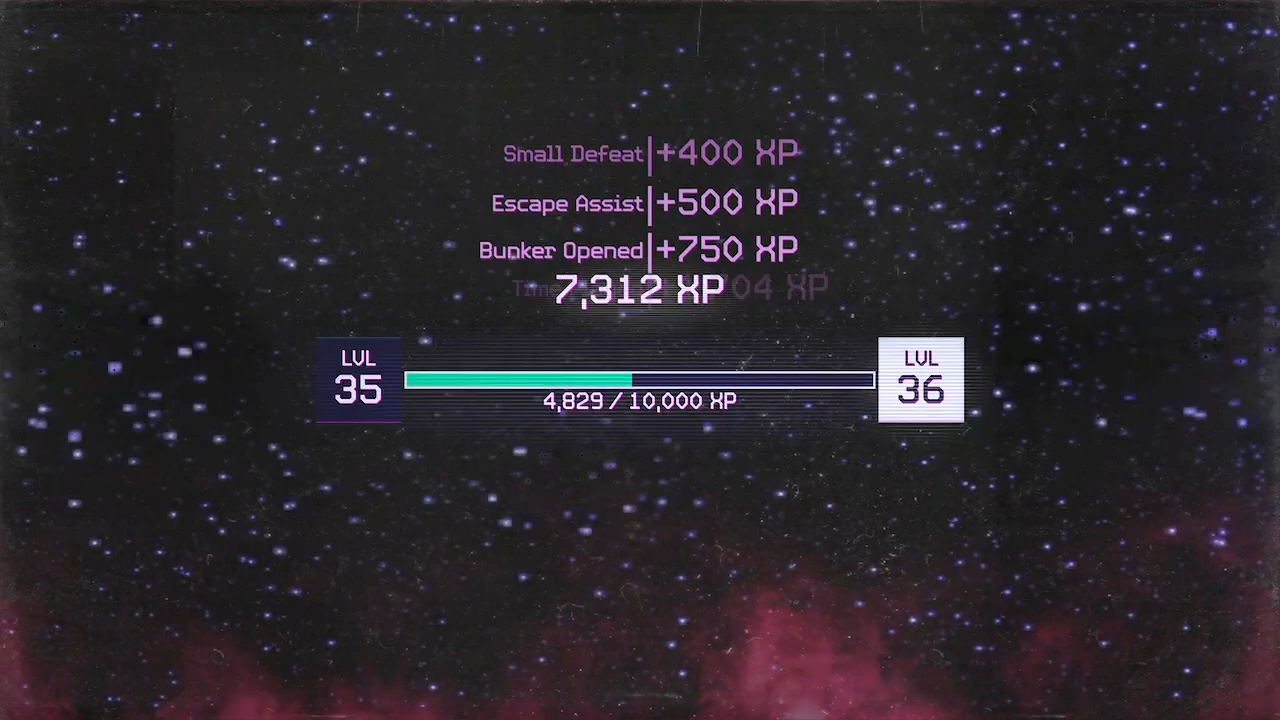 Small Defeat +400 XP
Escape Assist +500 XP
Bunker Opened +750 XP
7,312 XP
LVL
35
4,829 / 10,000 XP
LVL
36